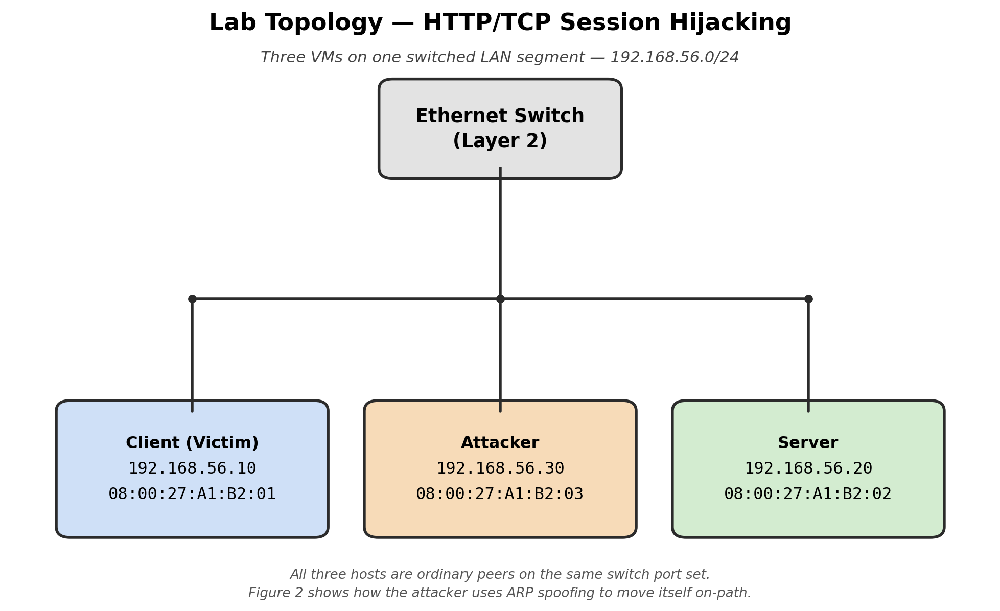 Lab Topology — HTTP/TCP Session Hijacking
Three VMs on one switched LAN segment — 192.168.56.0/24
Ethernet Switch
(Layer 2)
Client (Victim)
192.168.56.10
08:00:27:A1:B2:01
Attacker
192.168.56.30
08:00:27:A1:B2:03
Server
192.168.56.20
08:00:27:A1:B2:02
All three hosts are ordinary peers on the same switch port set.
Figure 2 shows how the attacker uses ARP spoofing to move itself on-path.